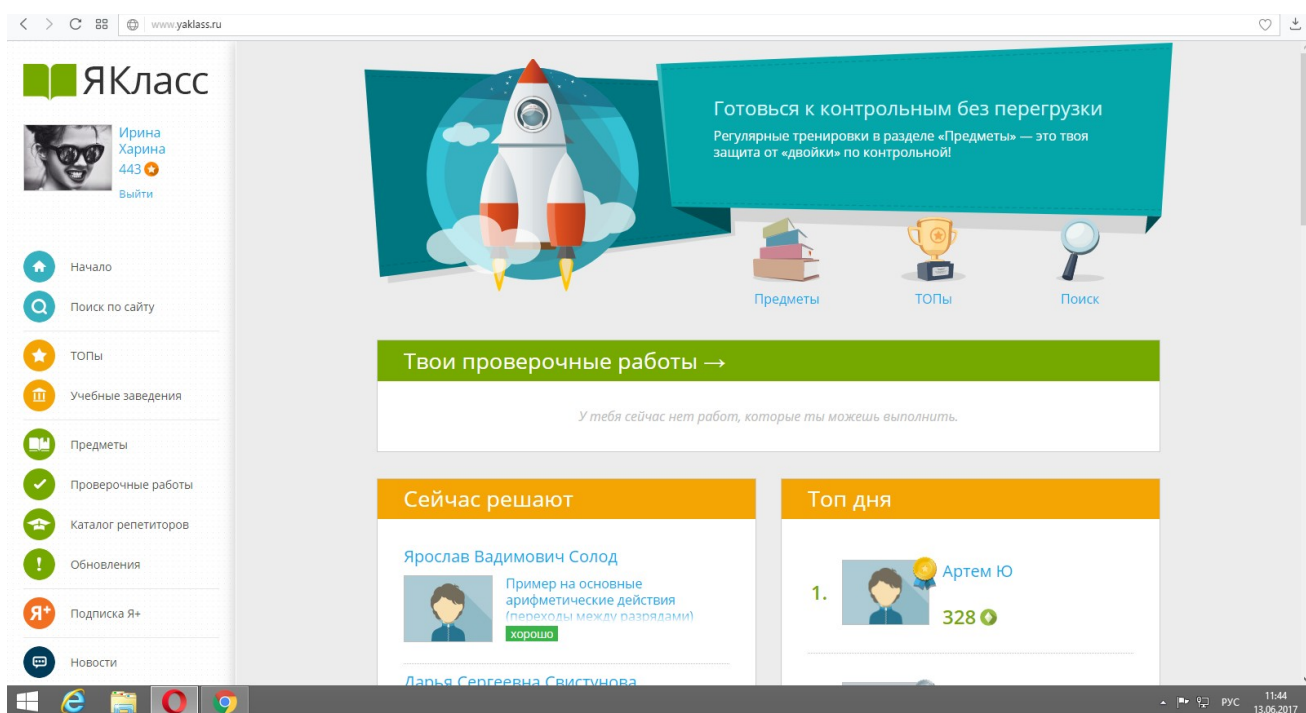 www.yaklass.ru
ЯКласс
Ирина
Харина
443
Выйти
Начало
Поиск по сайту
ТОПы
Учебные заведения
Предметы
Проверочные работы
Каталог репетиторов
Обновления
Я+
Подписка Я+
Новости
Готовься к контрольным без перегрузки
Регулярные тренировки в разделе «Предметы» — это твоя
защита от «двойки» по контрольной!
Предметы
ТОПы
Поиск
Твои проверочные работы →
У тебя сейчас нет работ, которые ты можешь выполнить.
Сейчас решают
Ярослав Вадимович Солод
Пример на основные
арифметические действия
(переходы между разрядами)
хорошо
Дарья Сергеевна Свистунова
Топ дня
1.
Артем Ю
328
РУС
11:44
13.06.2017